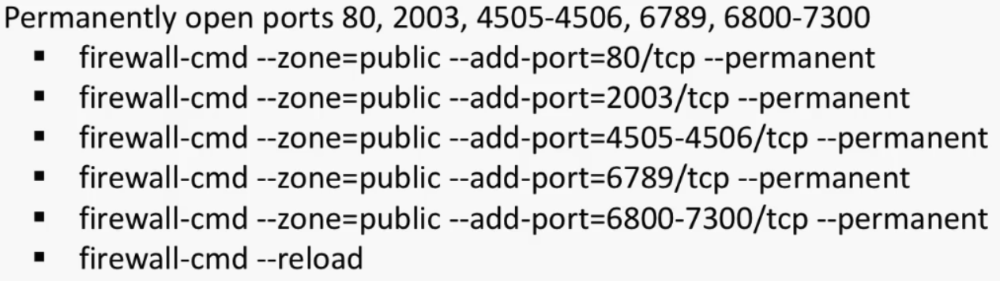 Permanently open ports 80, 2003, 4505-4506, 6789, 6800-7300
▪ firewall-cmd --zone=public --add-port=80/tcp --permanent
▪ firewall-cmd --zone=public --add-port=2003/tcp --permanent
▪ firewall-cmd --zone=public --add-port=4505-4506/tcp --permanent
▪ firewall-cmd --zone=public --add-port=6789/tcp --permanent
▪ firewall-cmd --zone=public --add-port=6800-7300/tcp --permanent
▪ firewall-cmd --reload